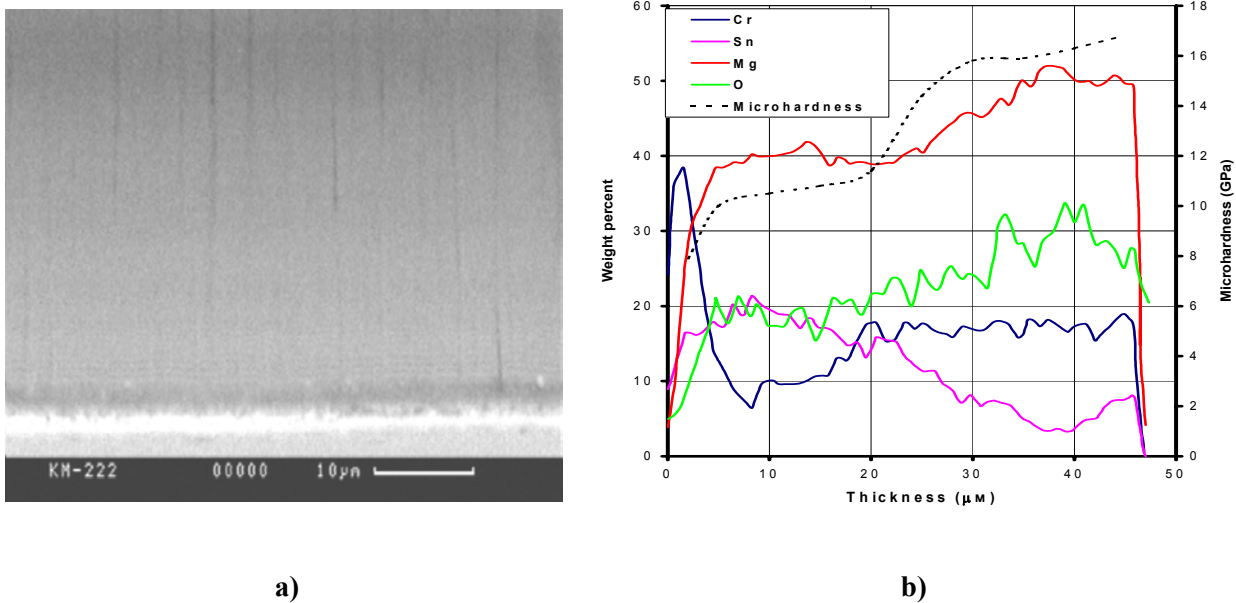 KM-222 00000 10μm
Cr
Sn
Mg
O
Microhardness
Weight percent
60
50
40
30
20
10
0
18
16
14
12
10
8
6
4
2
0
Microhardness (GPa)
0 10 20 30 40 50
Thickness (μм)
a) b)